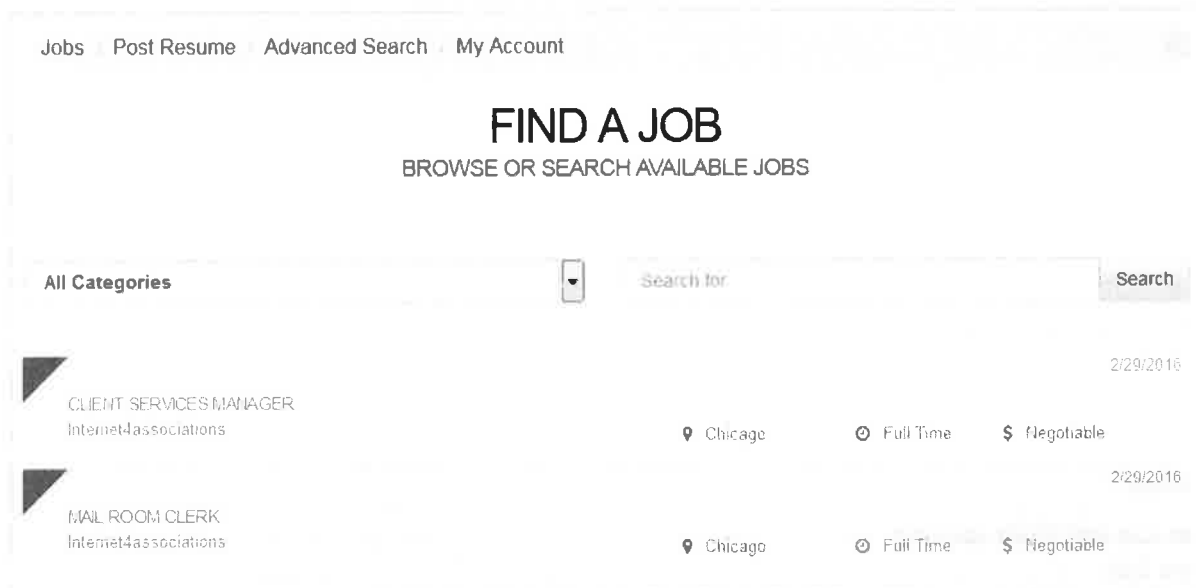 Jobs Post Resume Advanced Search My Account
FIND A JOB
BROWSE OR SEARCH AVAILABLE JOBS
All Categories
Search for
Search
2/29/2016
CLIENT SERVICES MANAGER
Internet4associations
Chicago
Full Time
$ Negotiable
2/29/2016
MAIL ROOM CLERK
Internet4associations
Chicago
Full Time
$ Negotiable